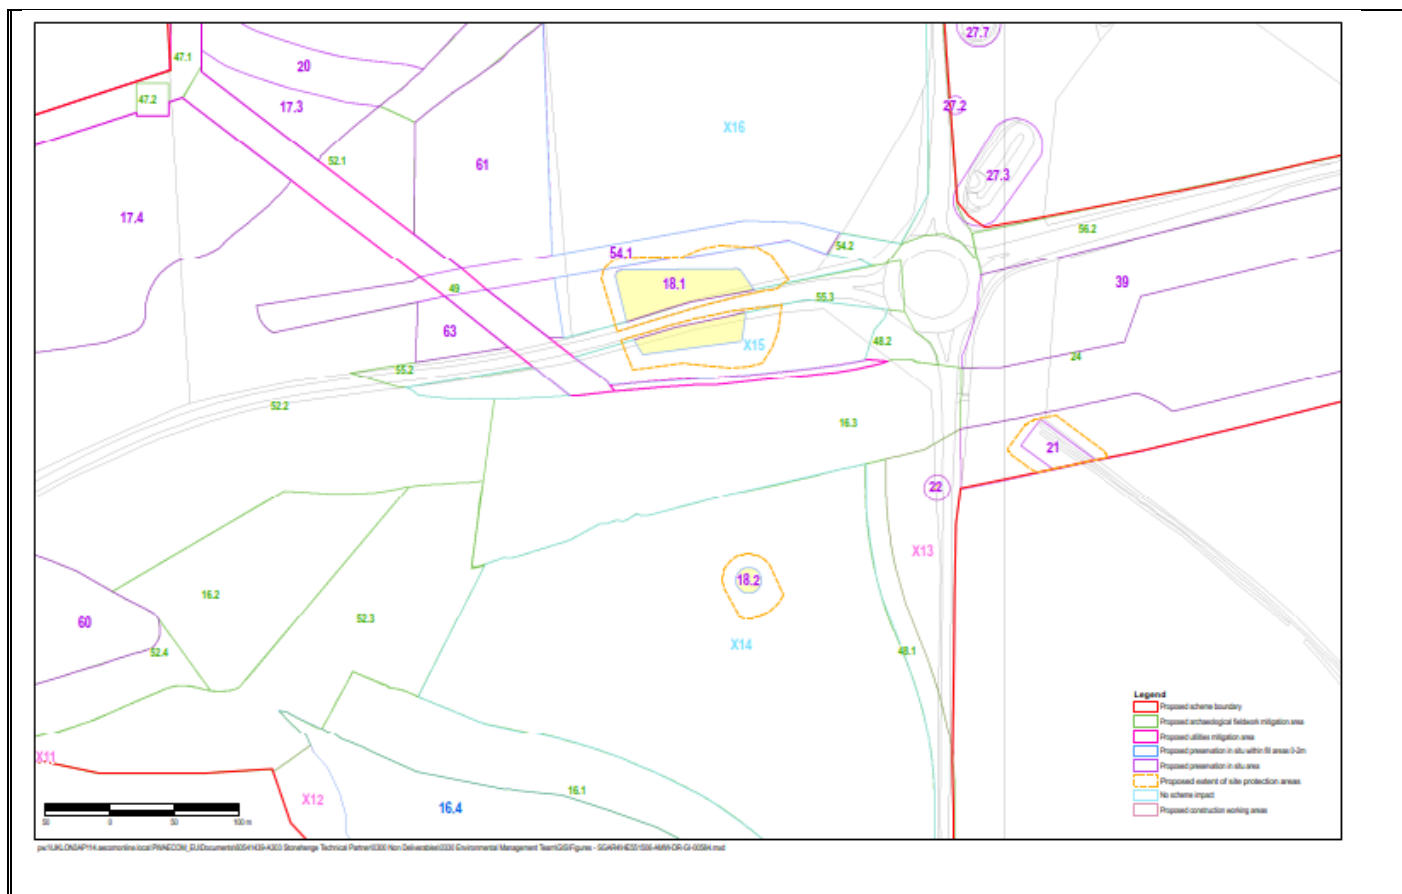 27.7
47.1
20
47.2
17.3
27.2
X16
52.1
61
27.3
17.4
56.2
54.2
54.1
18.1
39
49
55.3
63
X15
48.2
24
55.2
52.2
16.3
21
22
X13
18.2
16.2
60
52.3
X14
52.4
48.1
X11
16.1
X12
16.4
50 0 50 100 m
Legend
Proposed scheme boundary
Proposed archaeological fieldwork mitigation area
Proposed utilities mitigation area
Proposed preservation in situ within fill areas 0-2m
Proposed preservation in situ area
Proposed extent of site protection areas
No scheme impact
Proposed construction working areas